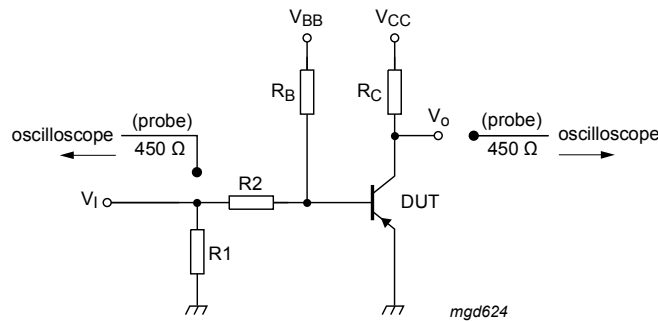 VBB VCC
RB RC
Vo
(probe) (probe)
oscilloscope oscilloscope
450 Ω 450 Ω
R2
VI DUT
R1
mgd624